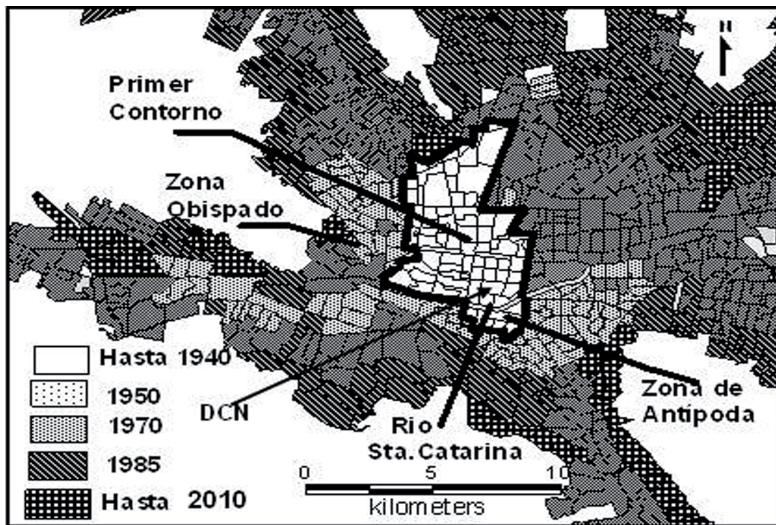 N
Primer
Contorno
Zona
Obispado
Hasta 1940
1950
1970
1985
Hasta 2010
DCN
Rio
Sta.Catarina
Zona de
Antípoda
0 5 10
kilometers